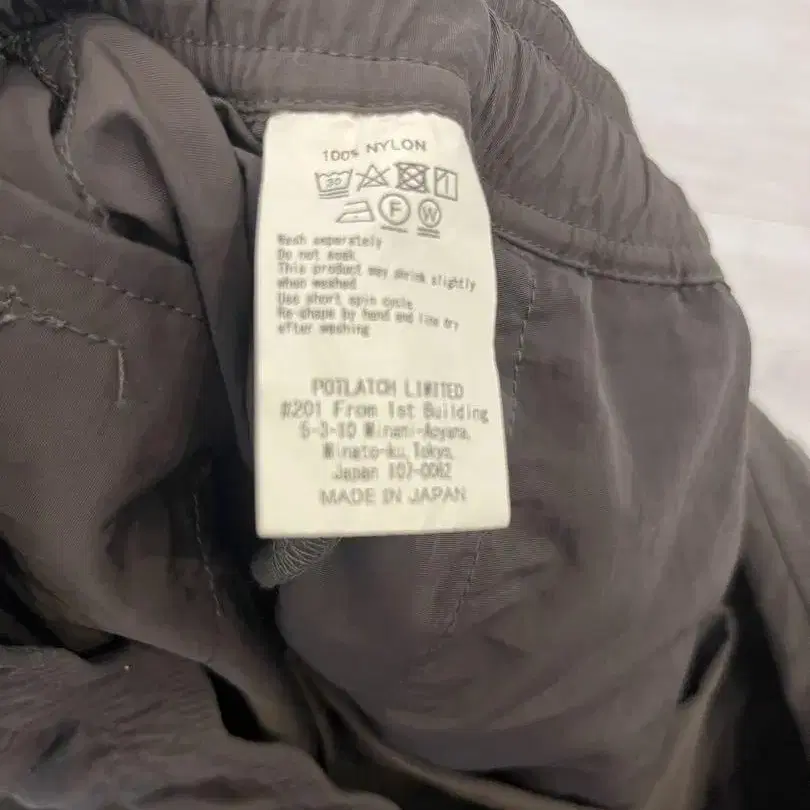 100% NYLON
30
F W
Wash seperately
Do not soak.
This product may shrink slightly
when washed
Use short spin cycle.
Re-shape by hand and line dry
after washing
POTLATCH LIMITED
#201 From 1st Building
5-3-10 Minami-Aoyama,
Minato-ku, Tokyo,
Japan 107-0062
MADE IN JAPAN